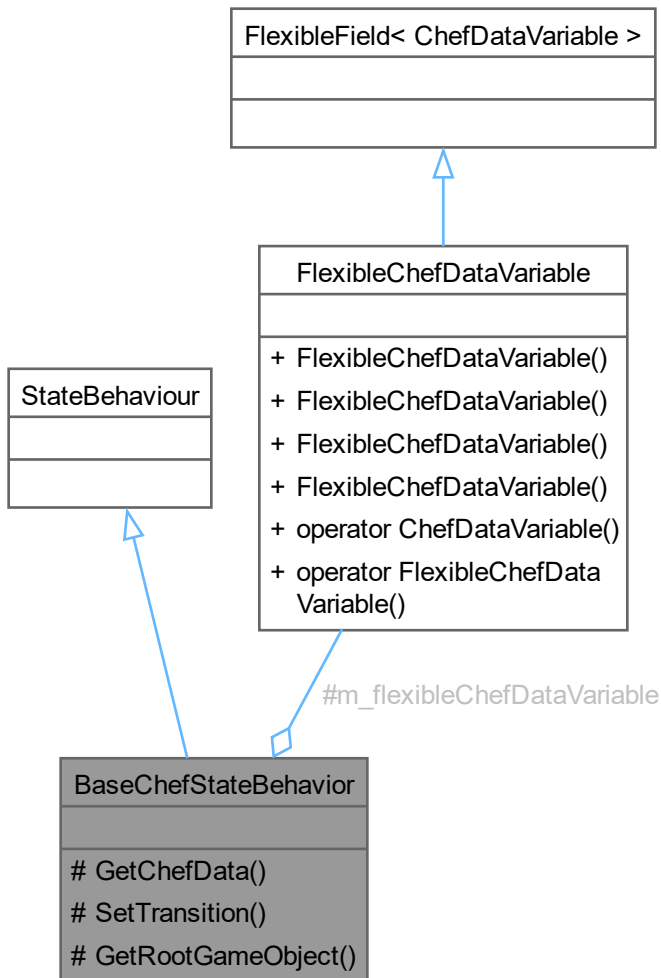 FlexibleField< ChefDataVariable >
FlexibleChefDataVariable
+ FlexibleChefDataVariable()
+ FlexibleChefDataVariable()
+ FlexibleChefDataVariable()
+ FlexibleChefDataVariable()
+ operator ChefDataVariable()
+ operator FlexibleChefData
Variable()
StateBehaviour
#m_flexibleChefDataVariable
BaseChefStateBehavior
# GetChefData()
# SetTransition()
# GetRootGameObject()